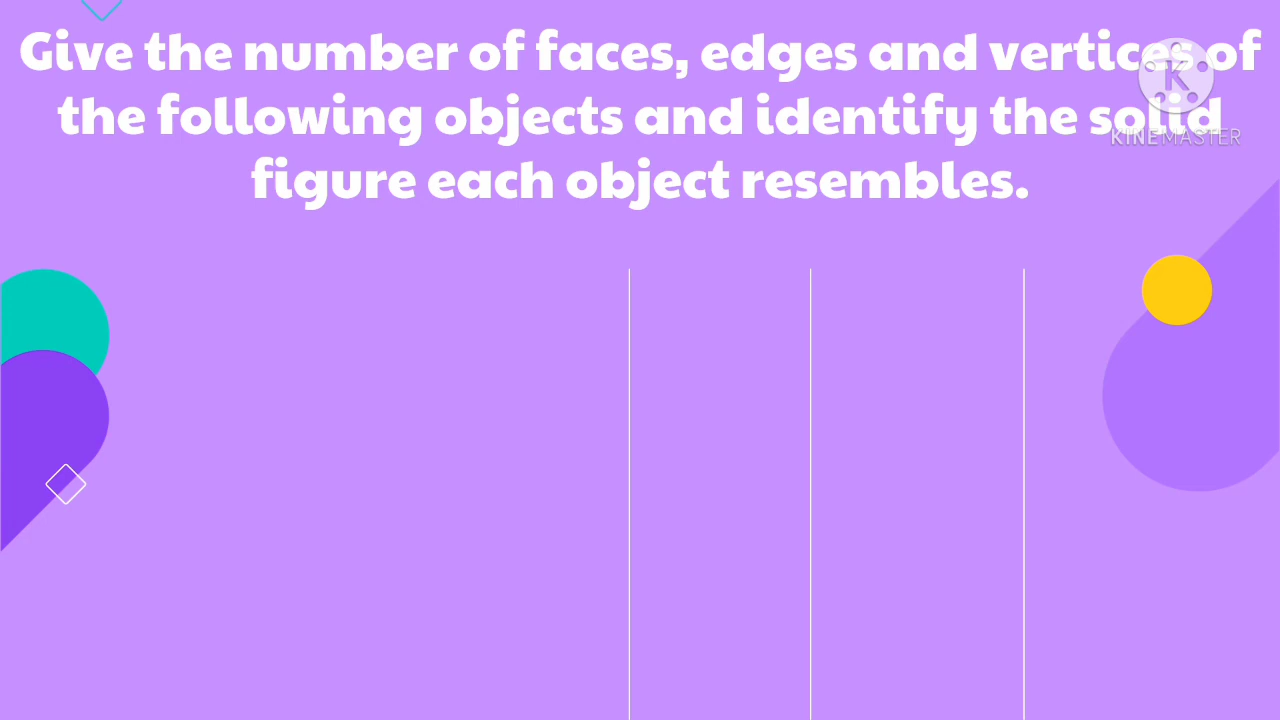 Give the number of faces, edges and vertices of
the following objects and identify the solid
figure each object resembles.
K
KINEMASTER